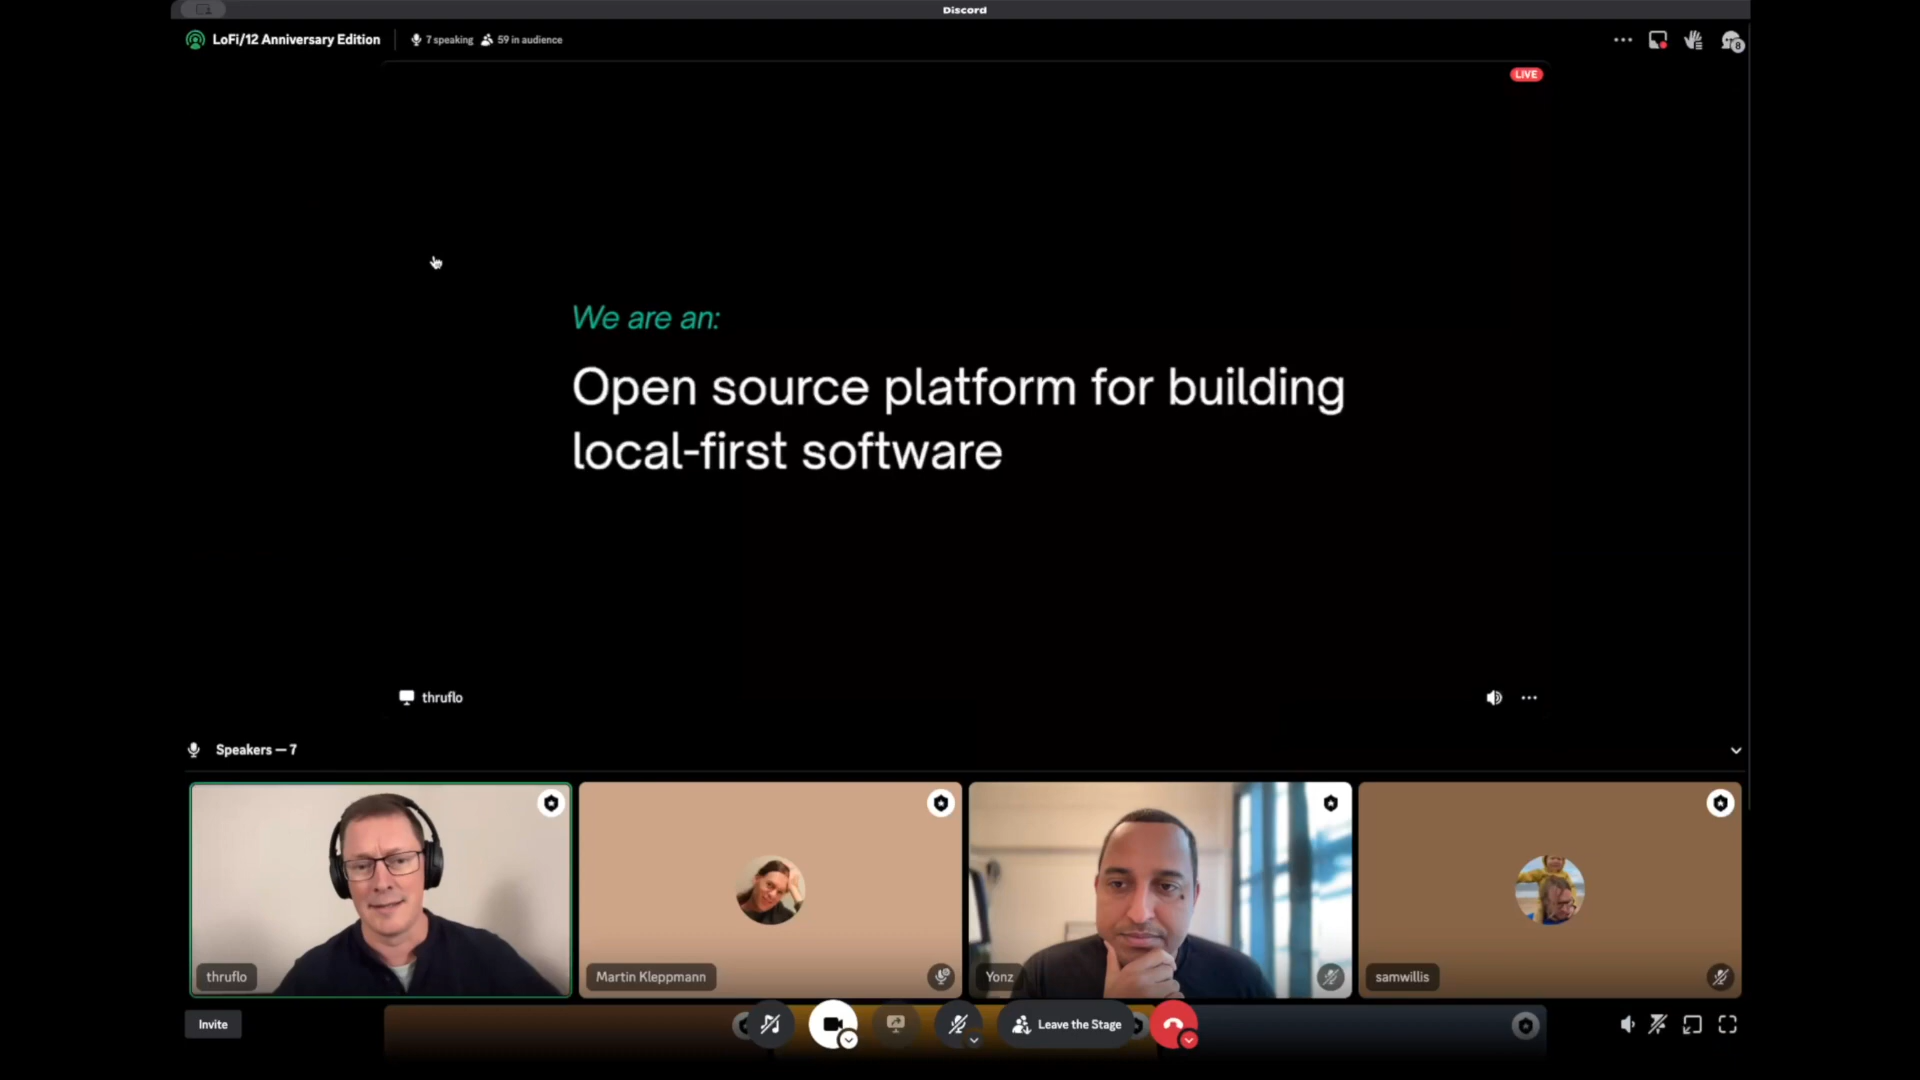 Discord
LoFi/12 Anniversary Edition
7 speaking
59 in audience
8
LIVE
We are an:
Open source platform for building
local-first software
thruflo
Speakers — 7
thruflo
Martin Kleppmann
Yonz
samwillis
Invite
Leave the Stage